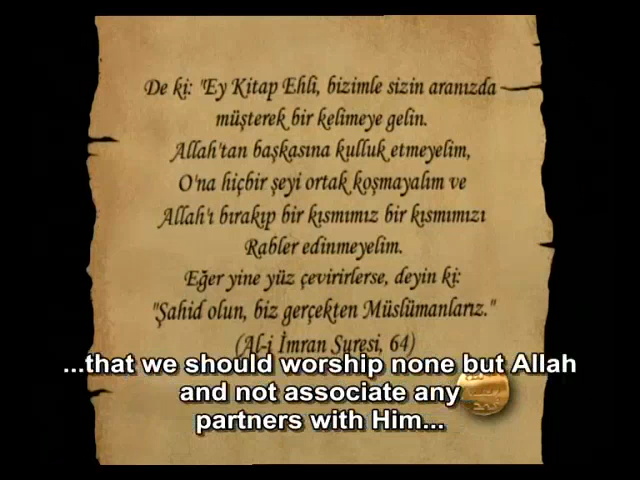 De ki: "Ey Kitap Ehli, bizimle sizin aranızda
müşterek bir kelimeye gelin.
Allah'tan başkasına kulluk etmeyelim,
O'na hiçbir şeyi ortak koşmayalım ve
Allah'ı bırakıp bir kısmımız bir kısmımızı
Rabler edinmeyelim.
Eğer yine yüz çevirirlerse, deyin ki:
"Şahid olun, biz gerçekten Müslümanlarız."
(Al-i İmran Suresi, 64)
...that we should worship none but Allah
and not associate any
partners with Him...